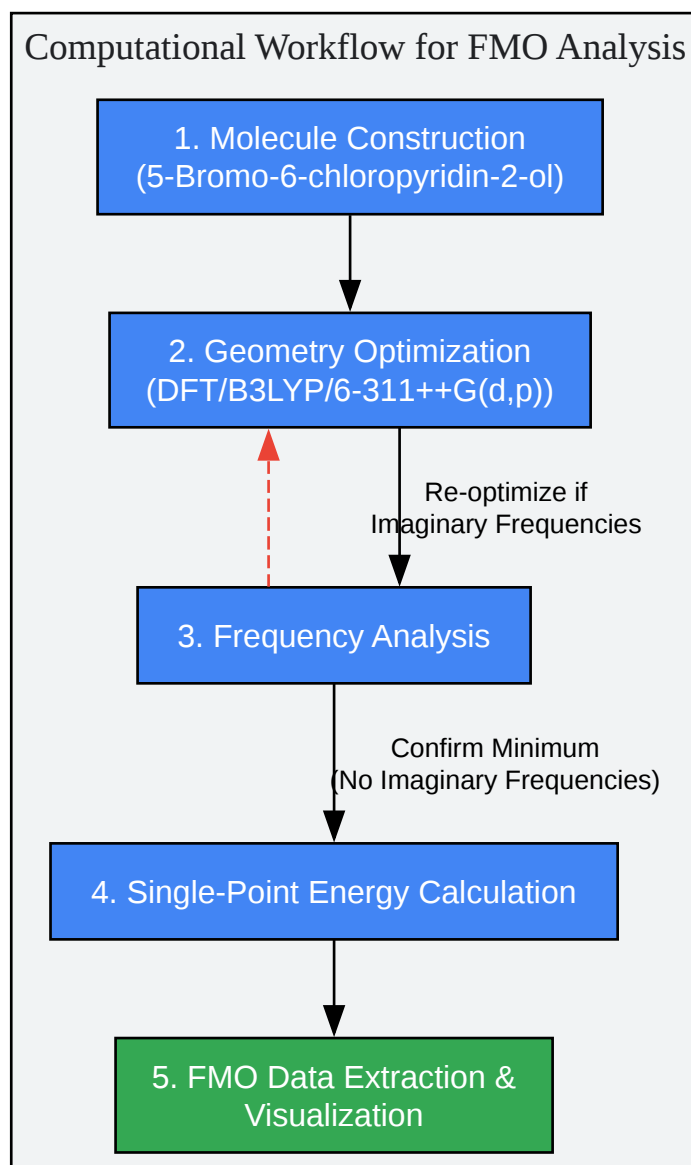 Computational Workflow for FMO Analysis
1. Molecule Construction
(5-Bromo-6-chloropyridin-2-ol)
2. Geometry Optimization
(DFT/B3LYP/6-311++G(d,p))
Re-optimize if
Imaginary Frequencies
3. Frequency Analysis
Confirm Minimum
(No Imaginary Frequencies)
4. Single-Point Energy Calculation
5. FMO Data Extraction &
Visualization